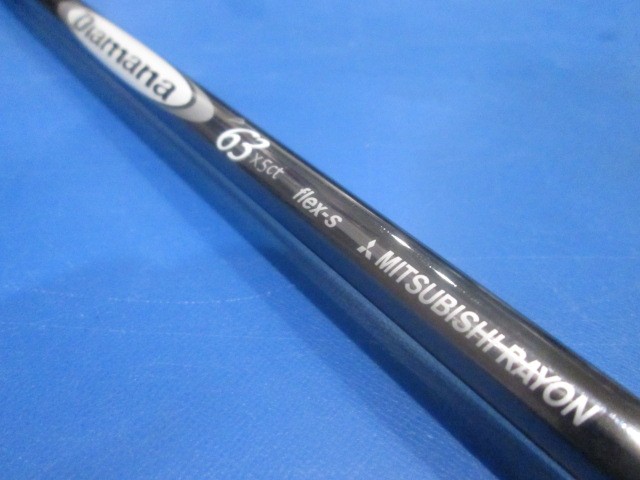 Diamana
63 x5ct flex-s MITSUBISHI RAYON